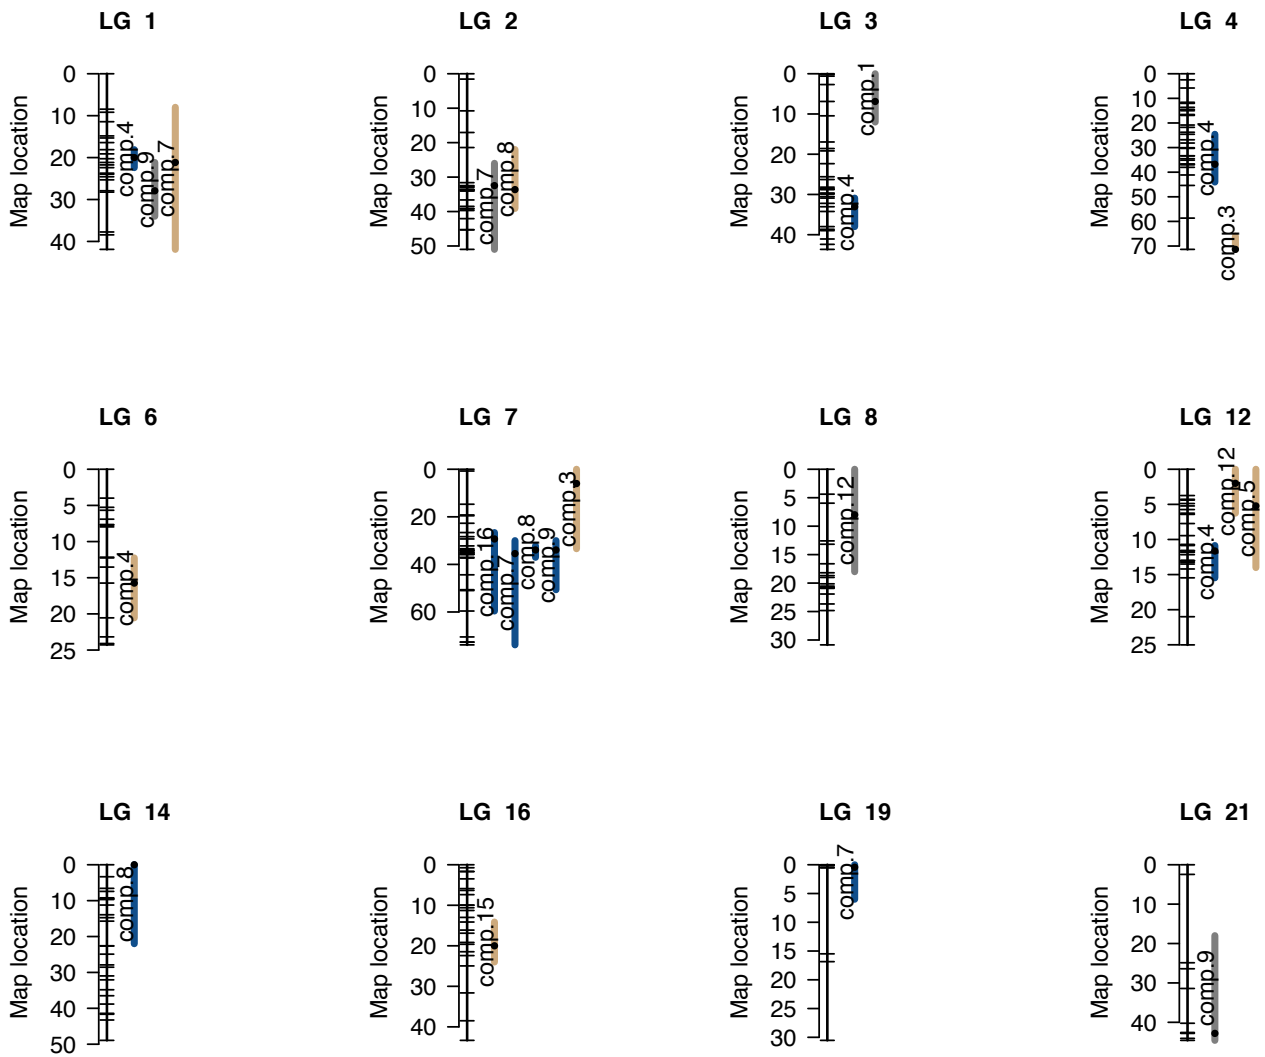 LG 1
LG 2
LG 3
LG 4
Map location
0
10
20
30
40
comp.4
comp.9
comp.7
Map location
0
10
20
30
40
50
comp.7
comp.8
Map location
0
10
20
30
40
comp.4
comp.1
Map location
0
10
20
30
40
50
60
70
comp.4
comp.3
LG 6
LG 7
LG 8
LG 12
Map location
0
5
10
15
20
25
comp.4
Map location
0
20
40
60
comp.16
comp.7
comp.8
comp.9
comp.3
Map location
0
5
10
15
20
25
30
comp.12
Map location
0
5
10
15
20
25
comp.4
comp.12
comp.5
LG 14
LG 16
LG 19
LG 21
Map location
0
10
20
30
40
50
comp.8
Map location
0
10
20
30
40
comp.15
Map location
0
5
10
15
20
25
30
comp.7
Map location
0
10
20
30
40
comp.9